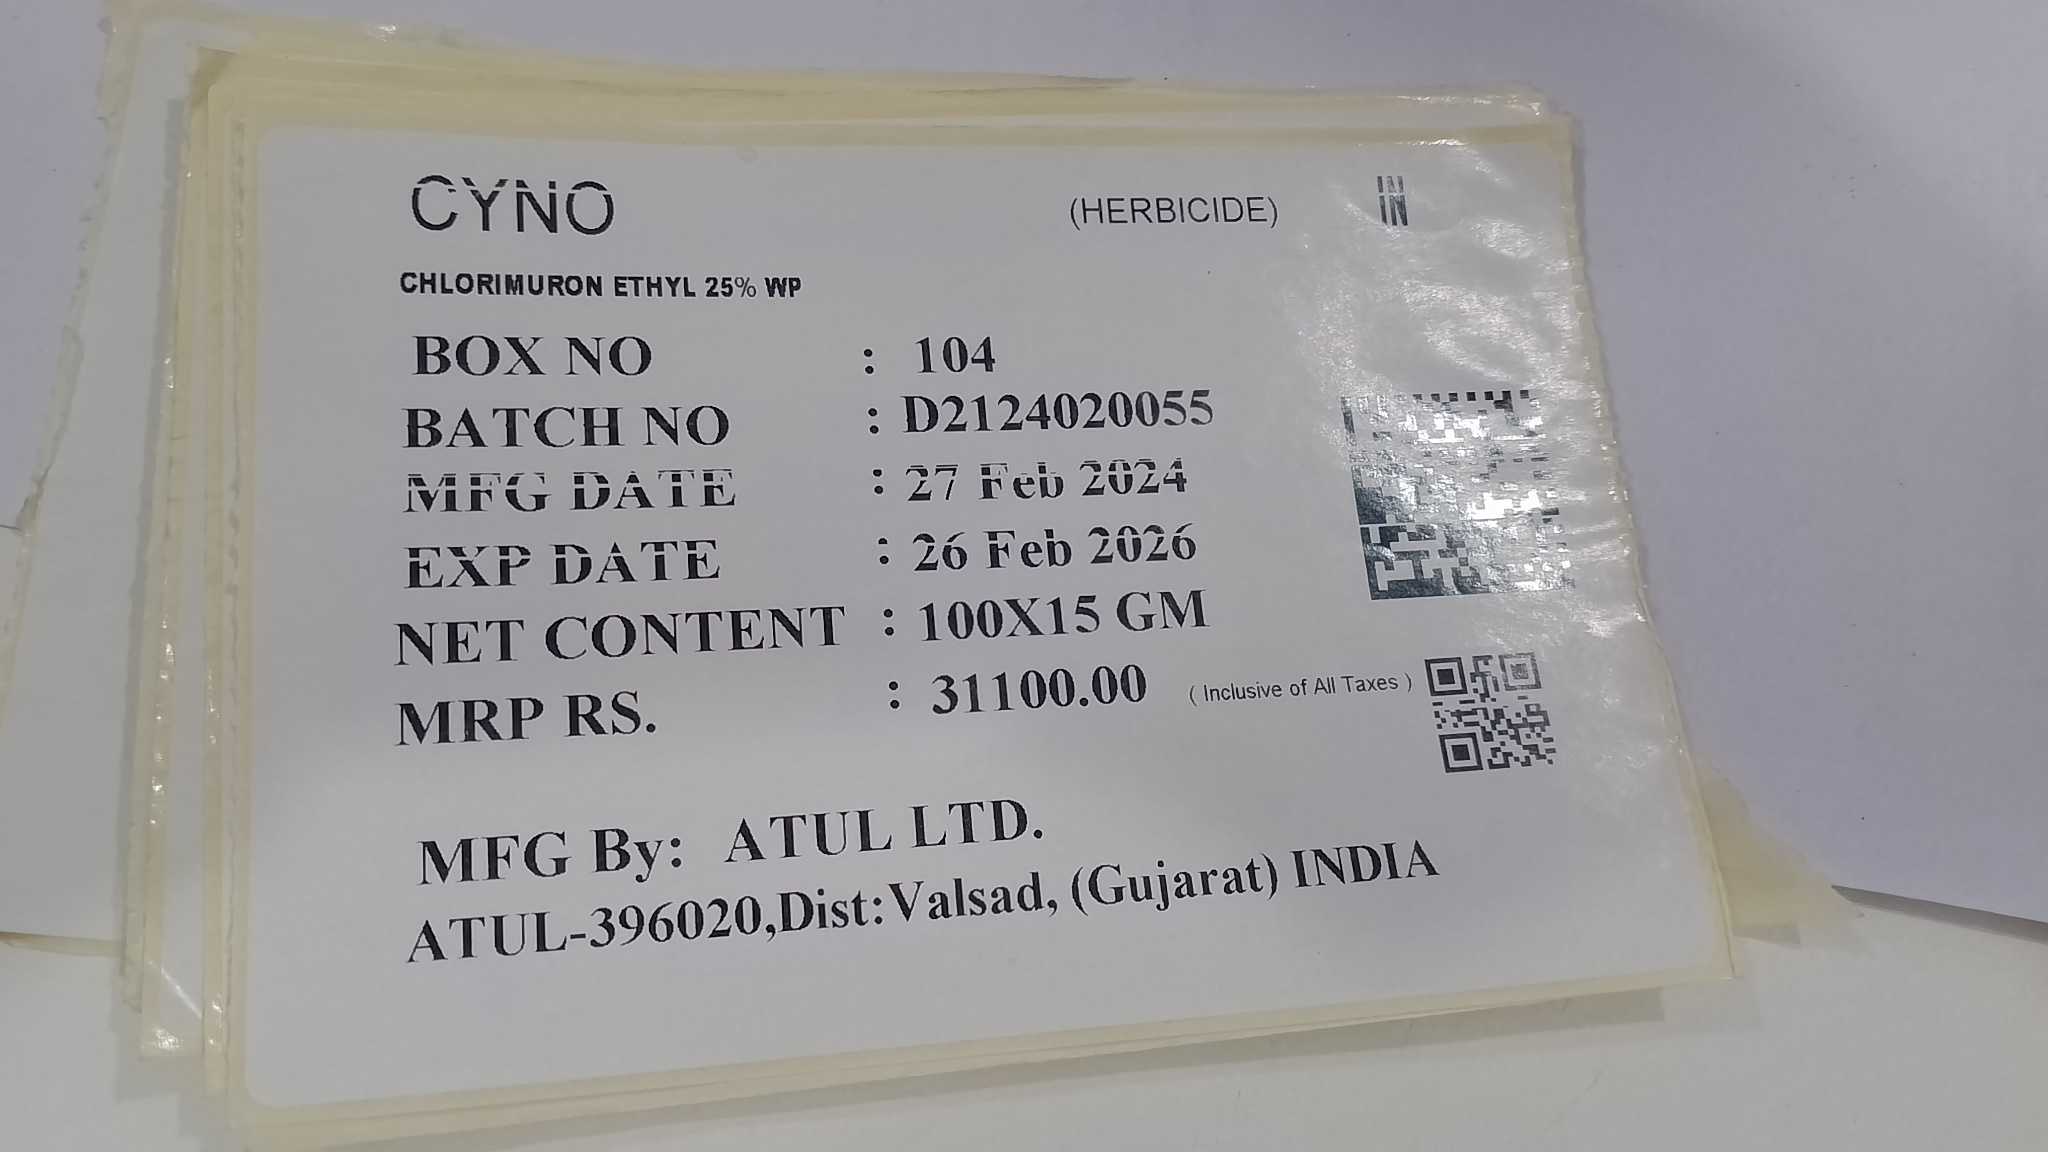 CYNO (HERBICIDE) IN
CHLORIMURON ETHYL 25% WP
BOX NO : 104
BATCH NO : D2124020055
MFG DATE : 27 Feb 2024
EXP DATE : 26 Feb 2026
NET CONTENT : 100X15 GM
MRP RS. : 31100.00 ( Inclusive of All Taxes )
MFG By: ATUL LTD.
ATUL-396020,Dist:Valsad, (Gujarat) INDIA